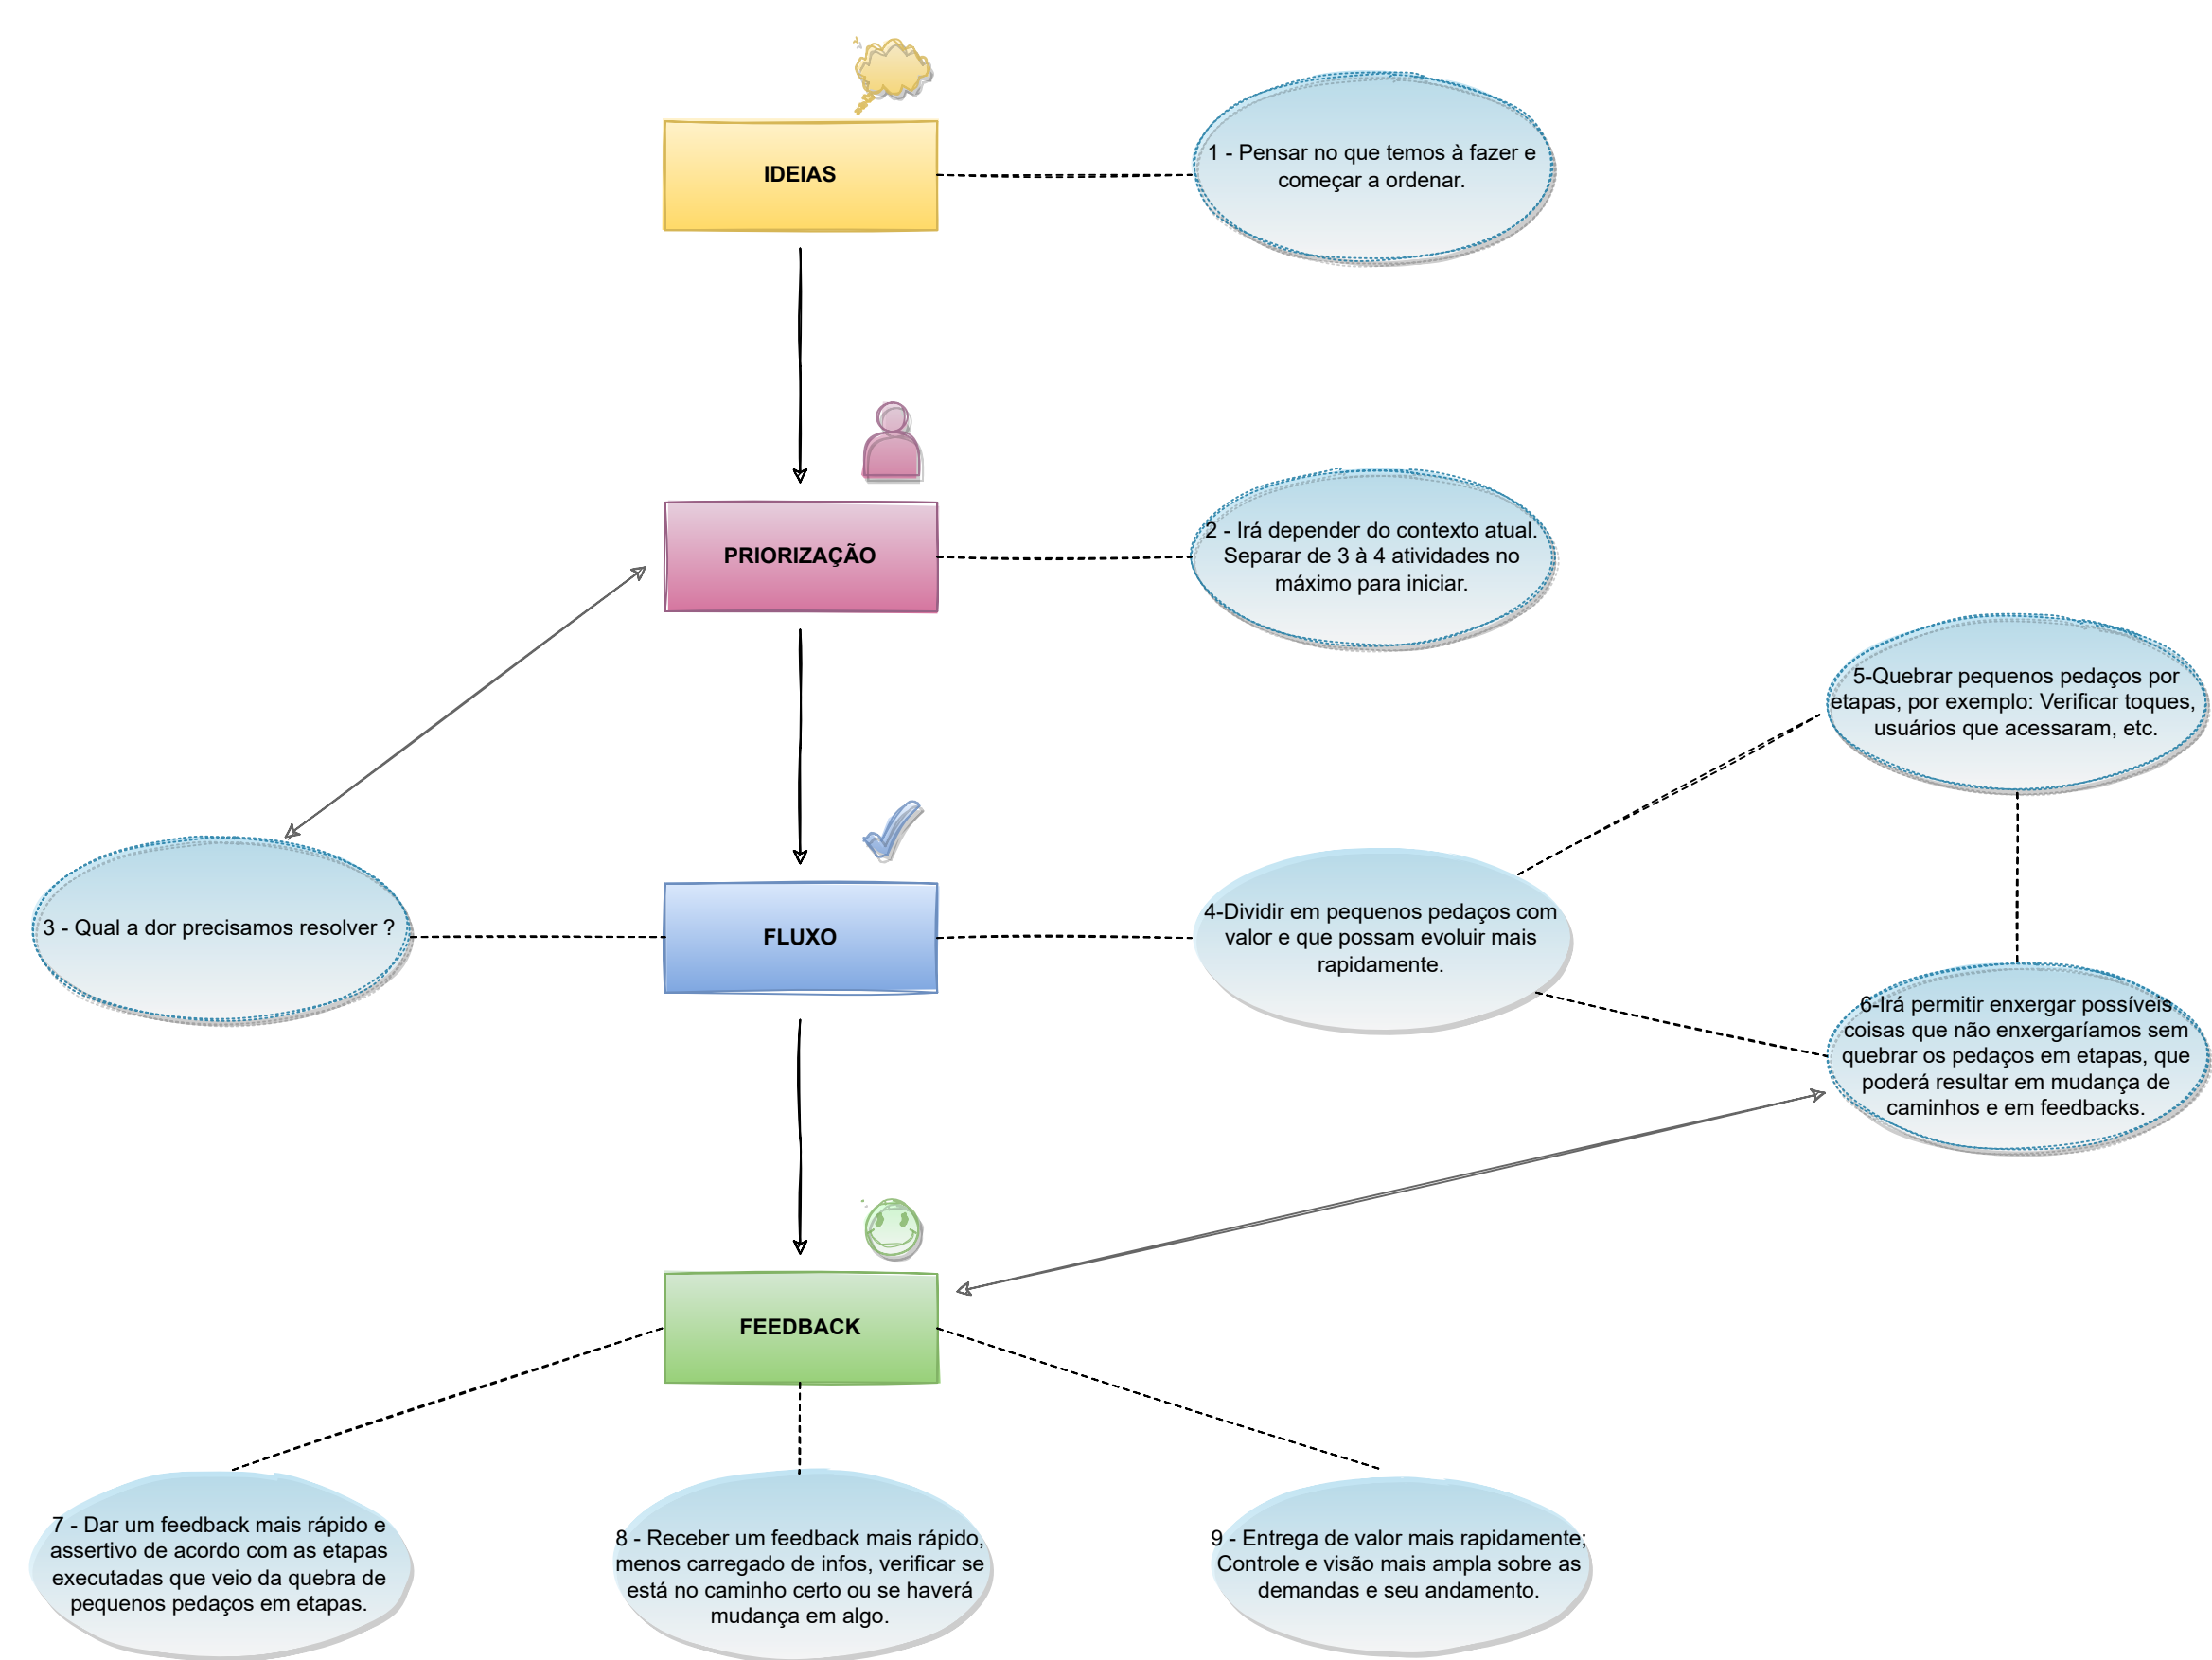 IDEIAS
1 - Pensar no que temos à fazer e
começar a ordenar.
PRIORIZAÇÃO
2 - Irá depender do contexto atual.
Separar de 3 à 4 atividades no
máximo para iniciar.
5-Quebrar pequenos pedaços por
etapas, por exemplo: Verificar toques,
usuários que acessaram, etc.
3 - Qual a dor precisamos resolver ?
FLUXO
4-Dividir em pequenos pedaços com
valor e que possam evoluir mais
rapidamente.
6-Irá permitir enxergar possíveis
coisas que não enxergaríamos sem
quebrar os pedaços em etapas, que
poderá resultar em mudança de
caminhos e em feedbacks.
FEEDBACK
7 - Dar um feedback mais rápido e
assertivo de acordo com as etapas
executadas que veio da quebra de
pequenos pedaços em etapas.
8 - Receber um feedback mais rápido,
menos carregado de infos, verificar se
está no caminho certo ou se haverá
mudança em algo.
9 - Entrega de valor mais rapidamente;
Controle e visão mais ampla sobre as
demandas e seu andamento.